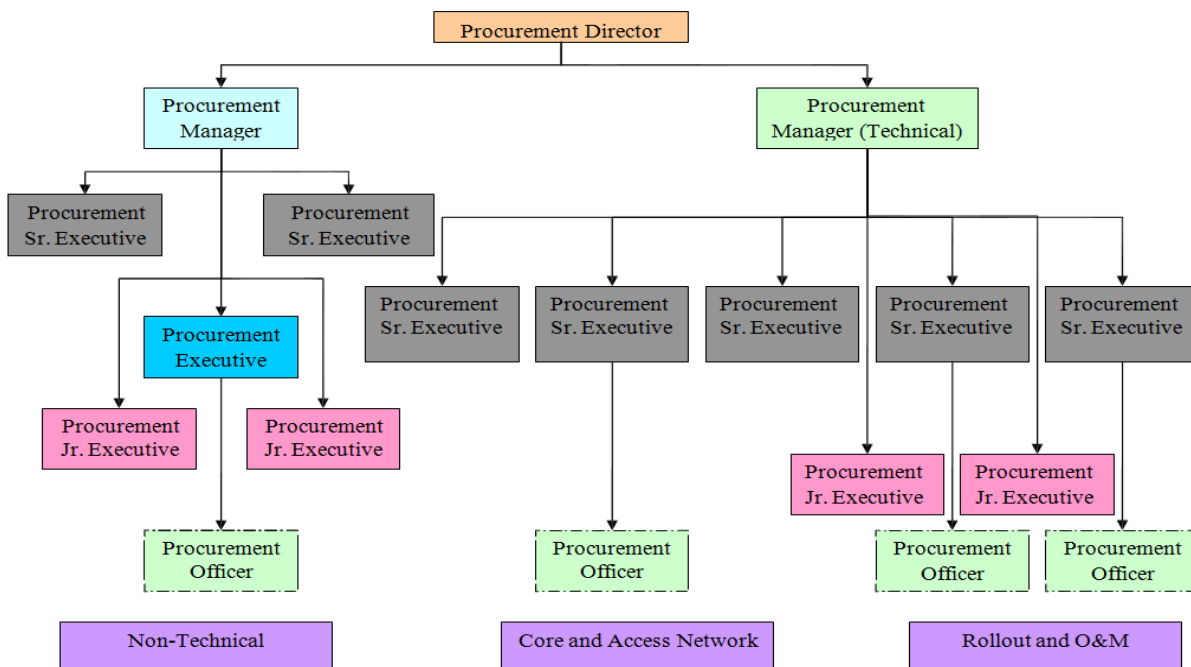 Procurement Director
Procurement
Manager
Procurement
Manager (Technical)
Procurement
Sr. Executive
Procurement
Sr. Executive
Procurement
Sr. Executive
Procurement
Sr. Executive
Procurement
Sr. Executive
Procurement
Sr. Executive
Procurement
Sr. Executive
Procurement
Executive
Procurement
Jr. Executive
Procurement
Jr. Executive
Procurement
Jr. Executive
Procurement
Jr. Executive
Procurement
Officer
Procurement
Officer
Procurement
Officer
Procurement
Officer
Non-Technical
Core and Access Network
Rollout and O&M